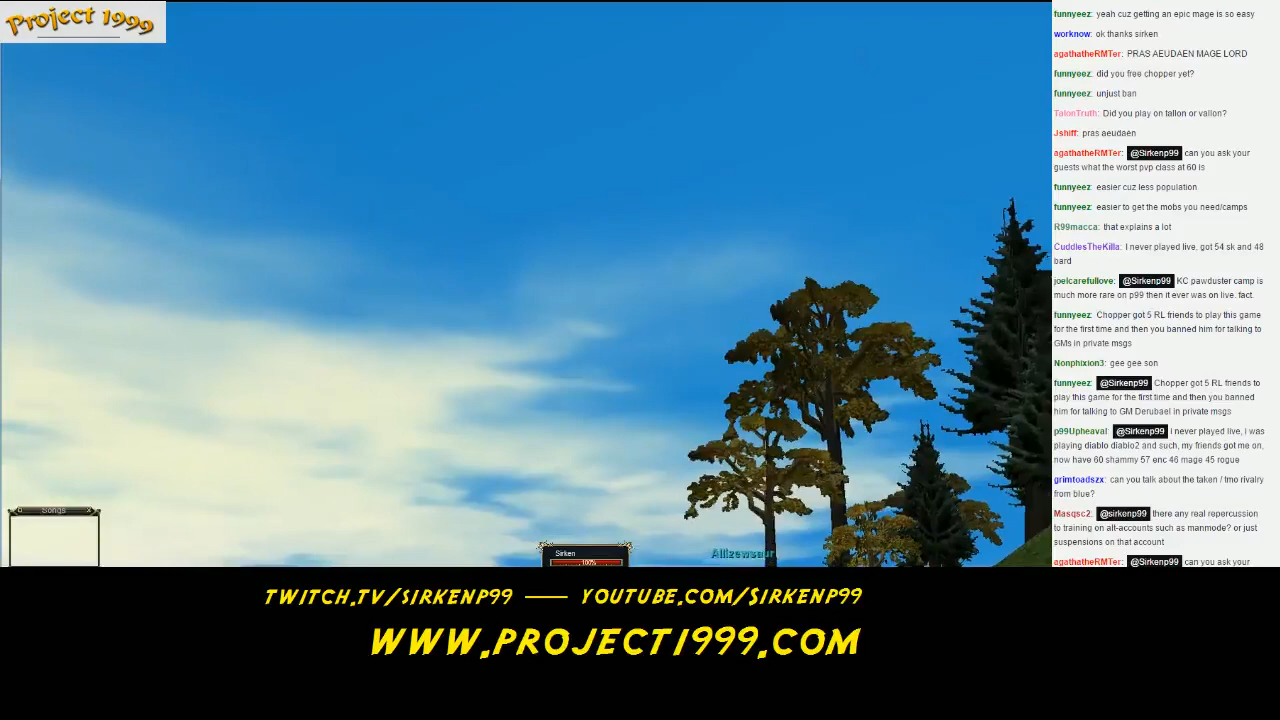 Project 1999
funnyeez: yeah cuz getting an epic mage is so easy
worknow: ok thanks sirken
agathatheRMTer: PRAS AEUDAEN MAGE LORD
funnyeez: did you free chopper yet?
funnyeez: unjust ban
TalonTruth: Did you play on tallon or vallon?
Jshiff: pras aeudaen
agathatheRMTer: @Sirkenp99 can you ask your
guests what the worst pvp class at 60 is
funnyeez: easier cuz less population
funnyeez: easier to get the mobs you need/camps
R99macca: that explains a lot
CuddlesTheKilla: I never played live, got 54 sk and 48
bard
joelcarefullove: @Sirkenp99 KC pawduster camp is
much more rare on p99 then it ever was on live. fact.
funnyeez: Chopper got 5 RL friends to play this game
for the first time and then you banned him for talking to
GMs in private msgs
Nonphixion3: gee gee son
funnyeez: @Sirkenp99 Chopper got 5 RL friends to
play this game for the first time and then you banned
him for talking to GM Derubael in private msgs
p99Upheaval: @Sirkenp99 i never played live, i was
playing diablo diablo2 and such, my friends got me on,
now have 60 shammy 57 enc 46 mage 45 rogue
grimtoadszx: can you talk about the taken / tmo rivalry
from blue?
Masqsc2: @sirkenp99 there any real repercussion
to training on alt-accounts such as manmode? or just
suspensions on that account
agathatheRMTer: @Sirkenp99 can you ask your
Songs
Sirken
100%
Allizewsaur
TWITCH.TV/SIRKENP99 —— YOUTUBE.COM/SIRKENP99
WWW.PROJECT1999.COM